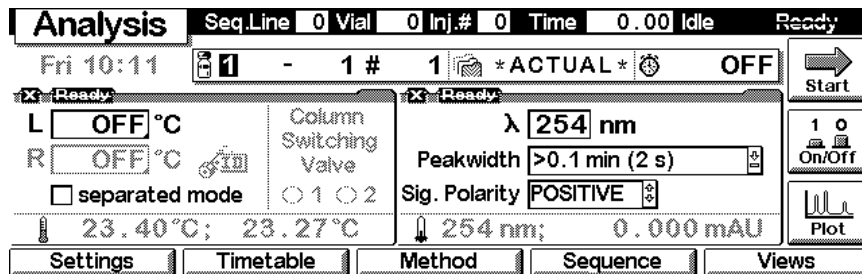 Analysis Seq.Line 0 Vial 0 Inj.# 0 Time 0.00 Idle Ready
Fri 10:11 1 - 1 # 1 *ACTUAL* OFF Start
Ready Ready
L OFF °C Column Switching Valve λ 254 nm 1 0 On/Off
R OFF °C ID Peakwidth >0.1 min (2 s)
separated mode 1 2 Sig. Polarity POSITIVE
23.40°C; 23.27°C 254 nm; 0.000 mAU Plot
Settings Timetable Method Sequence Views